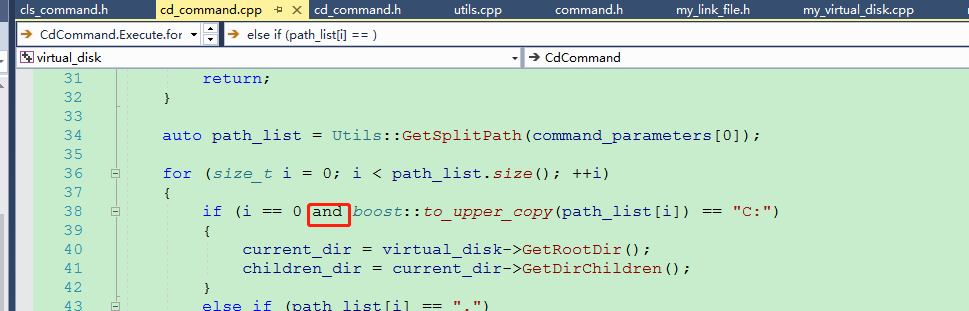 cls_command.h cd_command.cpp cd_command.h utils.cpp command.h my_link_file.h my_virtual_disk.cpp
CdCommand.Execute.for else if (path_list[i] == )
virtual_disk CdCommand
31 return;
32 }
33
34 auto path_list = Utils::GetSplitPath(command_parameters[0]);
35
36 for (size_t i = 0; i < path_list.size(); ++i)
37 {
38 if (i == 0 and boost::to_upper_copy(path_list[i]) == "C:")
39 {
40 current_dir = virtual_disk->GetRootDir();
41 children_dir = current_dir->GetDirChildren();
42 }
43 else if (path_list[i] == ".")